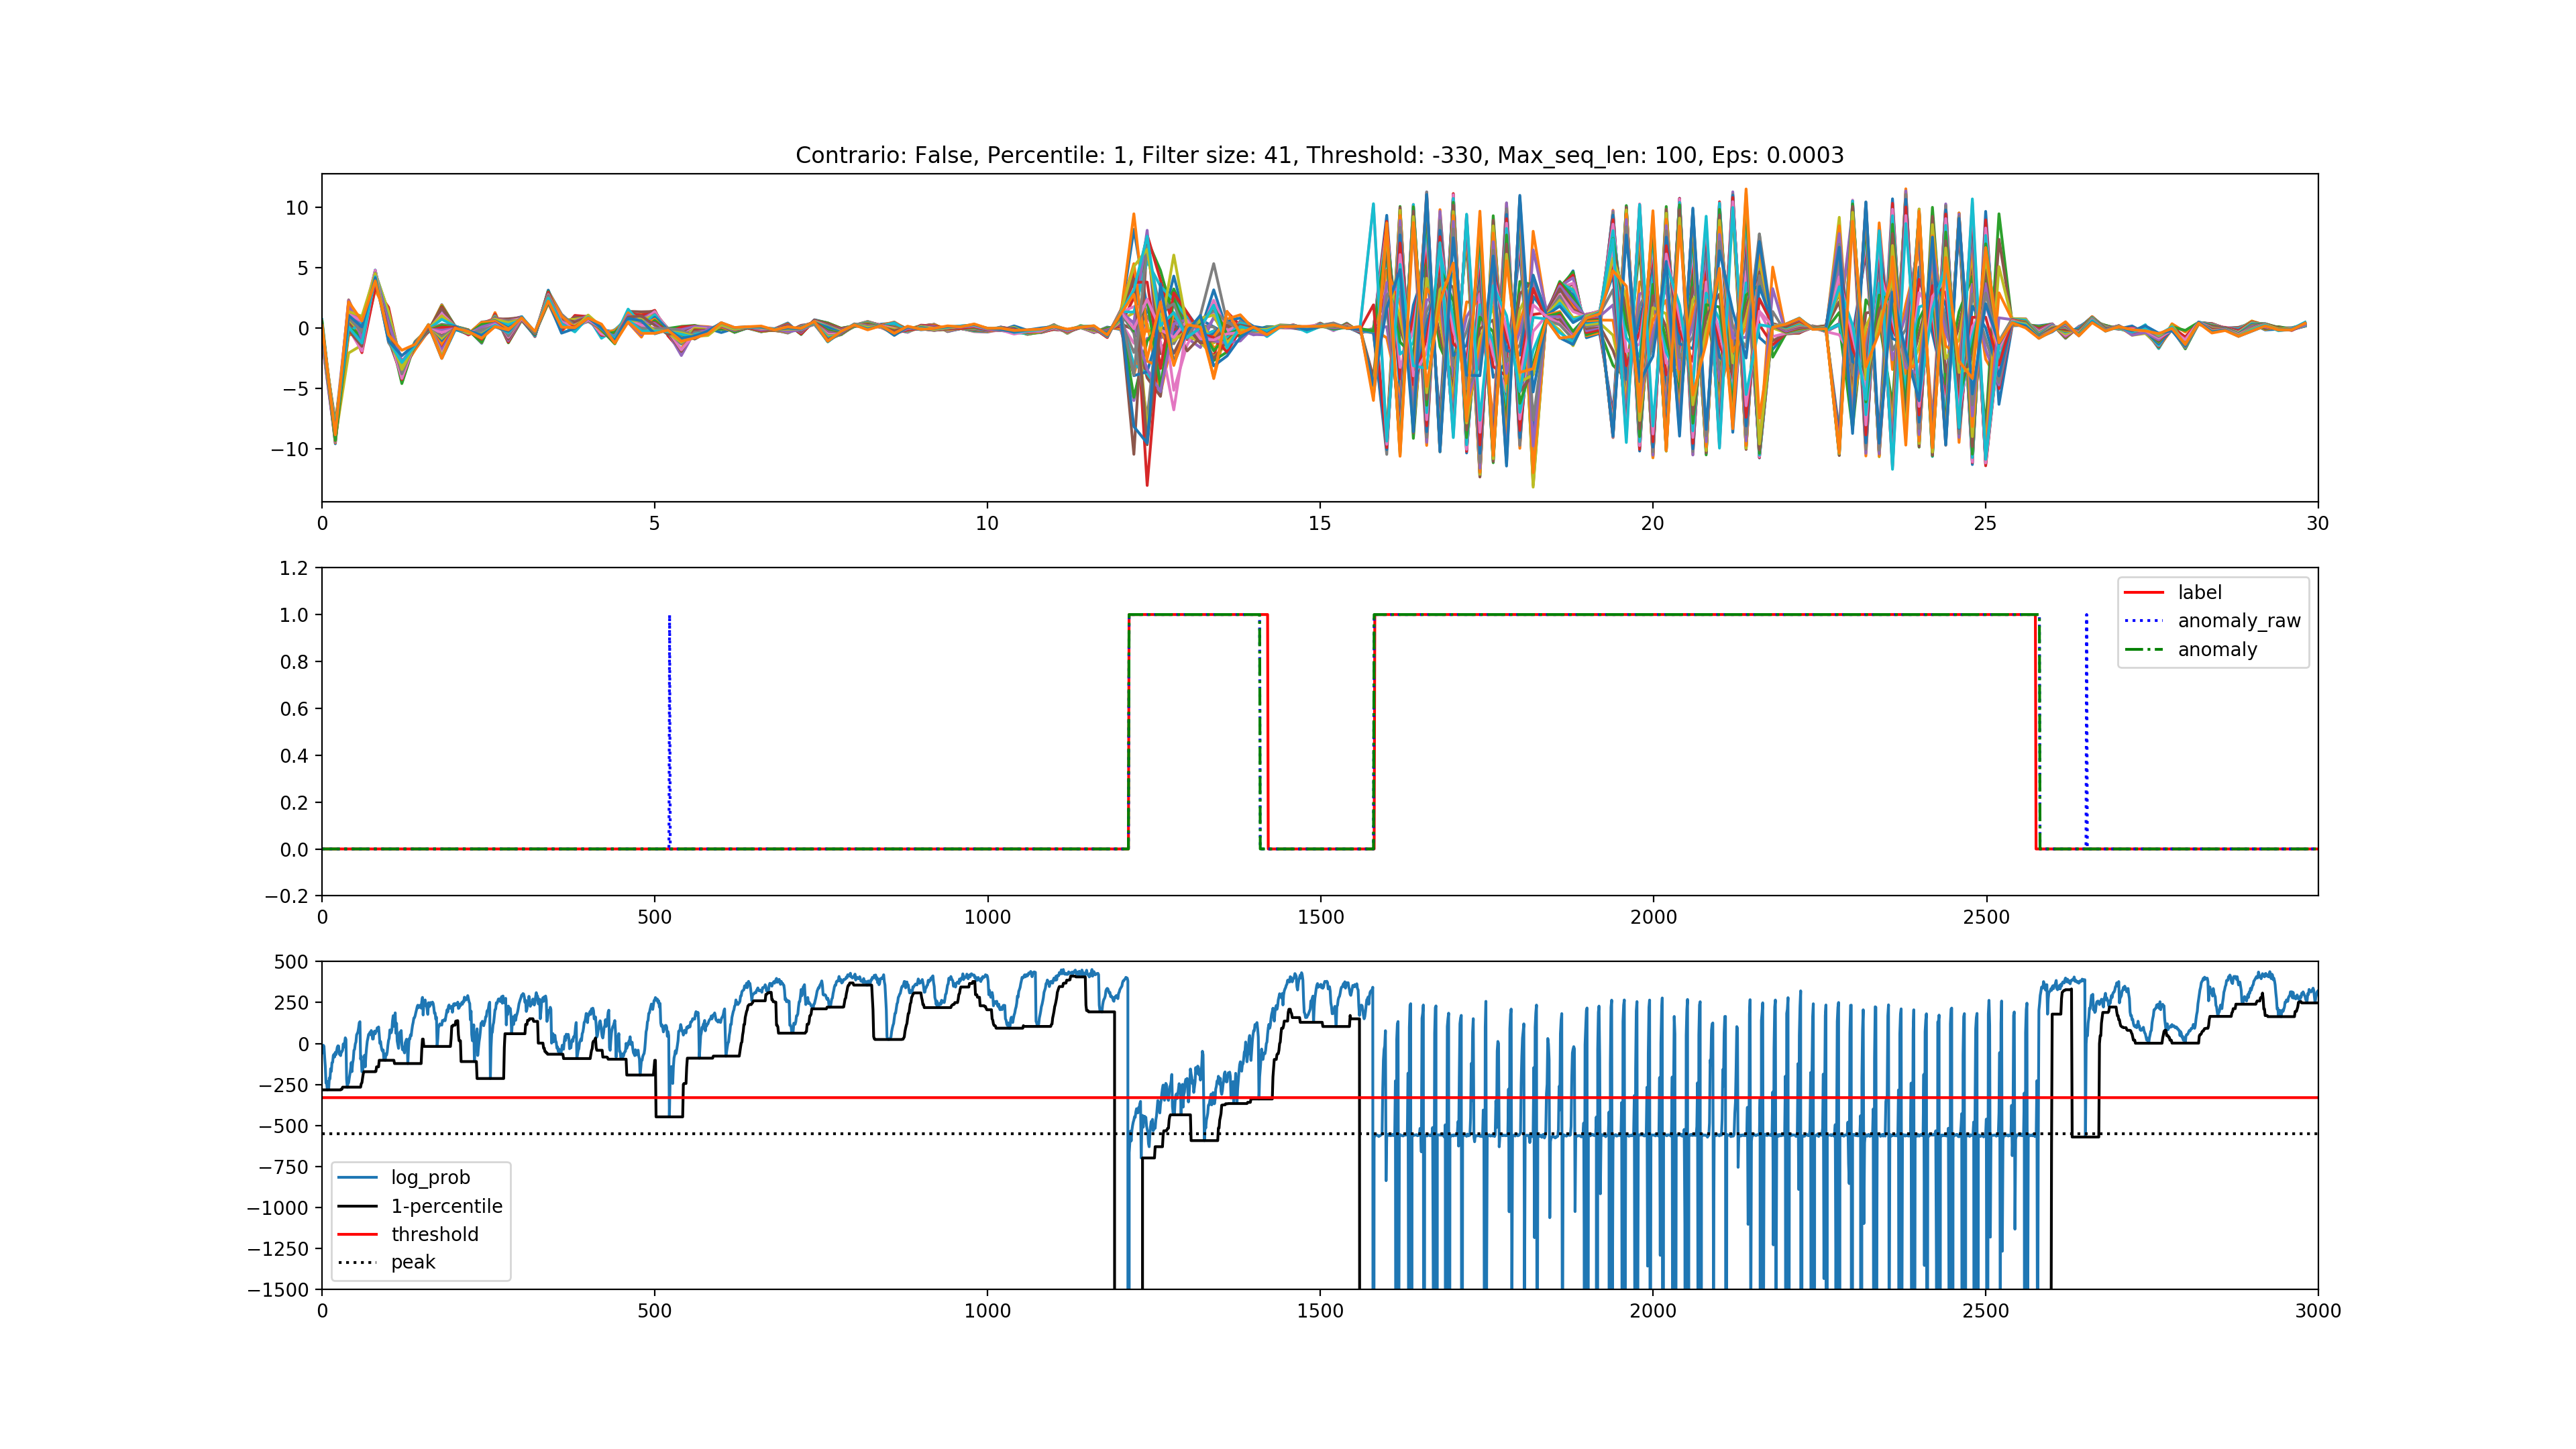 Contrario: False, Percentile: 1, Filter size: 41, Threshold: -330, Max_seq_len: 100, Eps: 0.0003
10
5
0
−5
−10
0 5 10 15 20 25 30
1.2
1.0
0.8
0.6
0.4
0.2
0.0
−0.2
label
anomaly_raw
anomaly
0 500 1000 1500 2000 2500
500
250
0
−250
−500
−750
−1000
−1250
−1500
log_prob
1-percentile
threshold
peak
0 500 1000 1500 2000 2500 3000